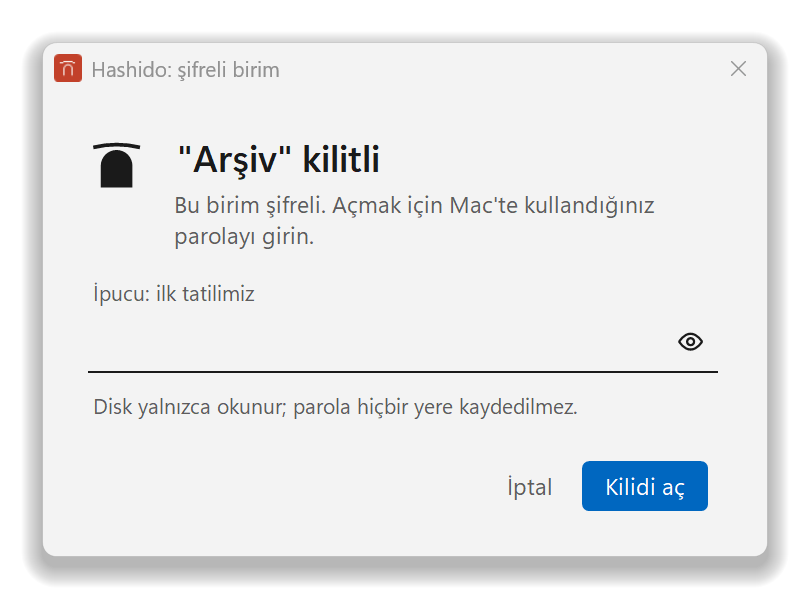 Hashido: şifreli birim
"Arşiv" kilitli
Bu birim şifreli. Açmak için Mac'te kullandığınız
parolayı girin.
İpucu: ilk tatilimiz
Disk yalnızca okunur; parola hiçbir yere kaydedilmez.
İptal
Kilidi aç